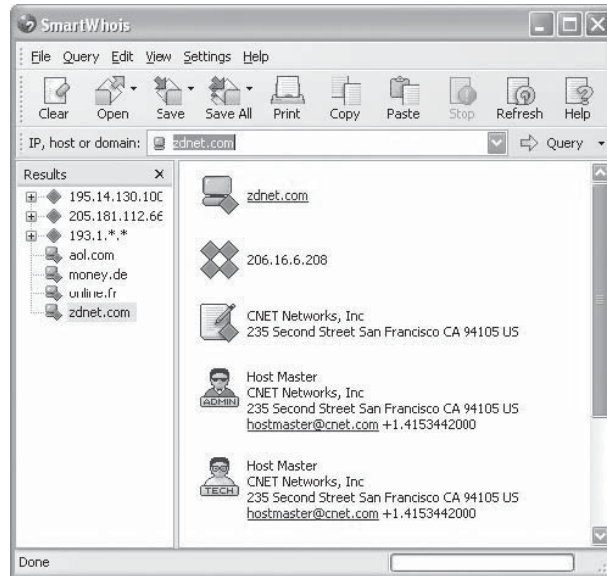 SmartWhois
File Query Edit View Settings Help
Clear Open Save Save All Print Copy Paste Stop Refresh Help
IP, host or domain: zdnet.com Query
Results x
195.14.130.100
205.181.112.66
193.1.*.*
aol.com
money.de
online.fr
zdnet.com
zdnet.com
206.16.6.208
CNET Networks, Inc
235 Second Street San Francisco CA 94105 US
ADMIN
Host Master
CNET Networks, Inc
235 Second Street San Francisco CA 94105 US
hostmaster@cnet.com +1.4153442000
TECH
Host Master
CNET Networks, Inc
235 Second Street San Francisco CA 94105 US
hostmaster@cnet.com +1.4153442000
Done